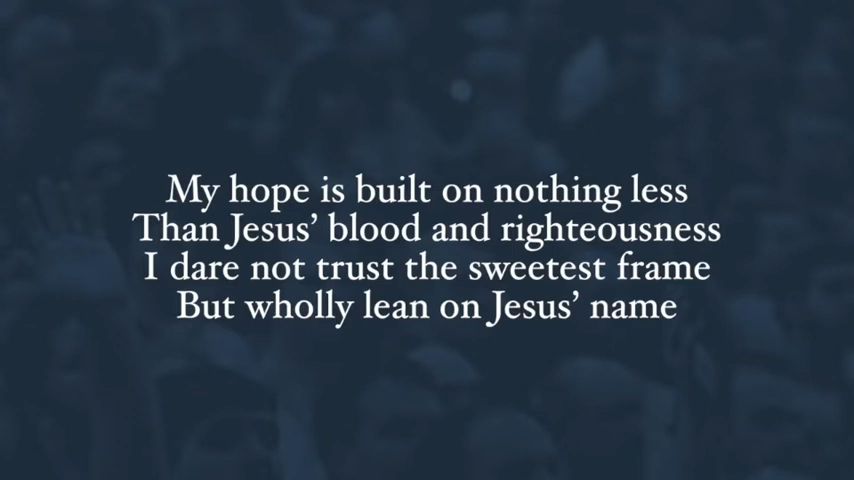 My hope is built on nothing less
Than Jesus’ blood and righteousness
I dare not trust the sweetest frame
But wholly lean on Jesus’ name